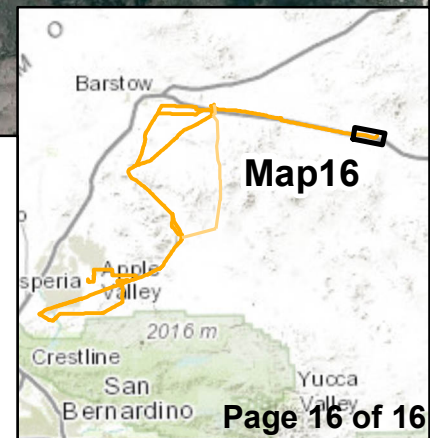 M O
Barstow
Map16
speria
Apple
Valley
2016 m
Crestline
San
Bernardino
Yucca
Valley
Page 16 of 16